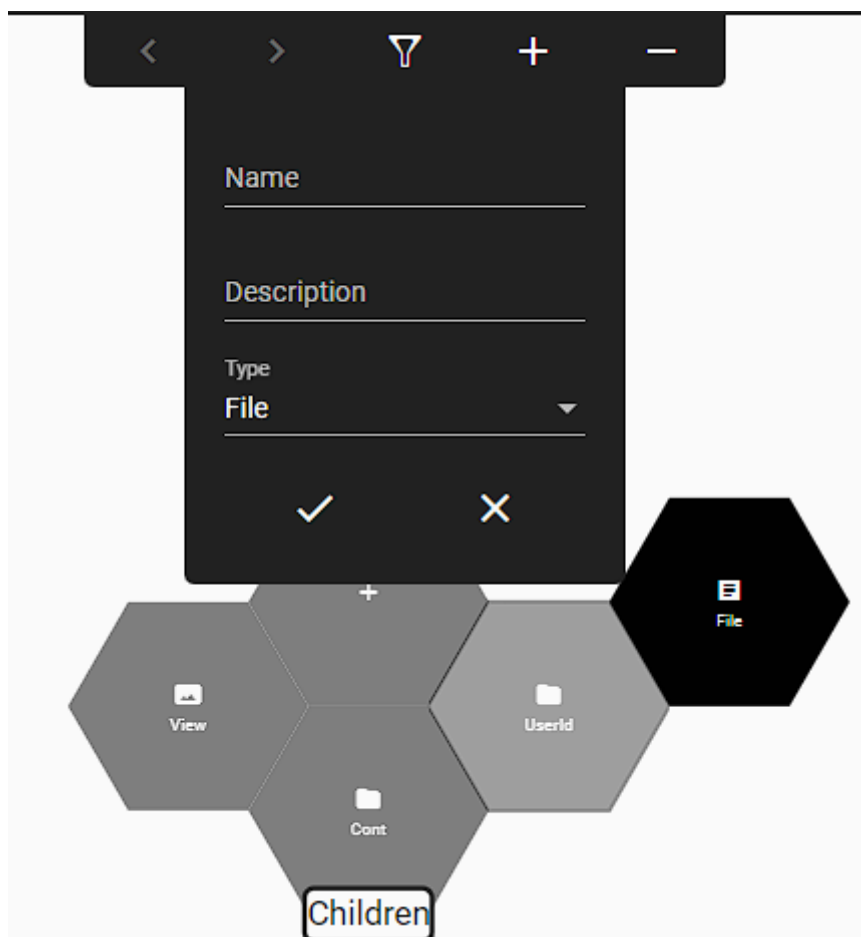 Name
Description
Type
File
File
View
UserId
Cont
Children